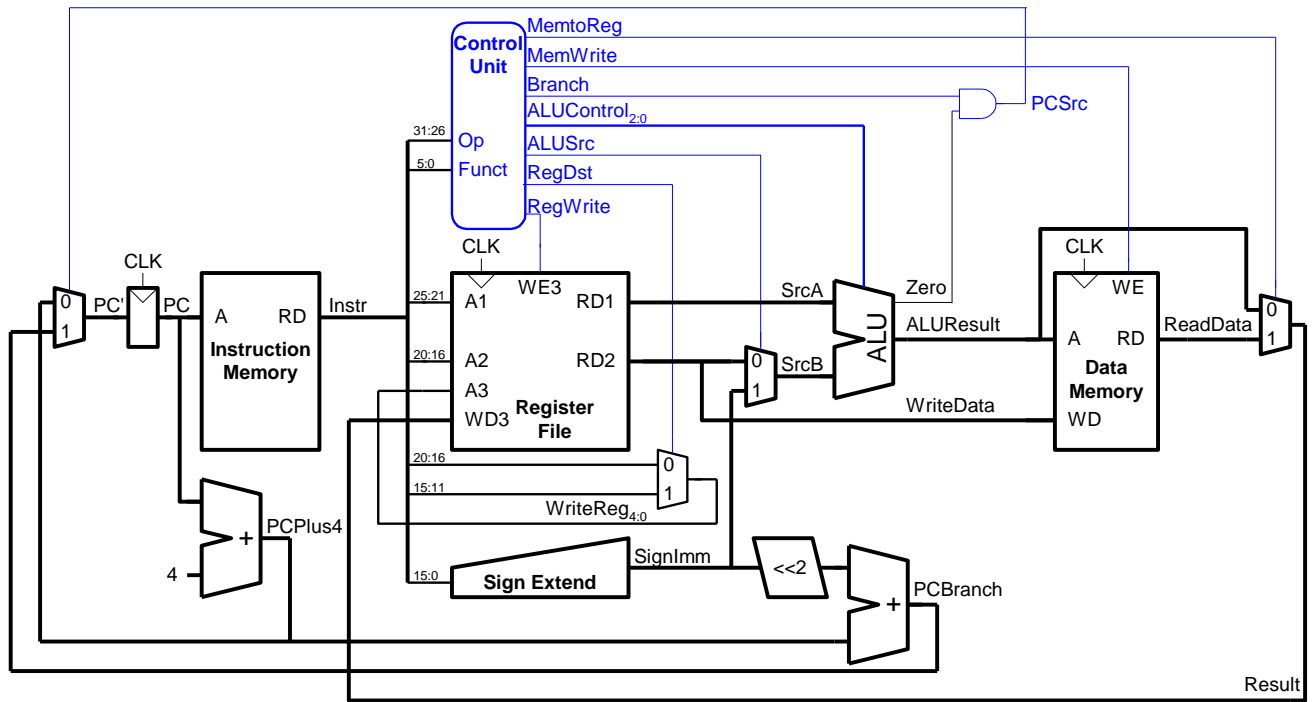 MemtoReg
Control
Unit
MemWrite
Branch
ALUControl2:0
PCSrc
31:26
Op
ALUSrc
5:0
Funct
RegDst
RegWrite
CLK
CLK
CLK
0
1
PC'
PC
A
RD
Instruction
Memory
Instr
25:21
A1
WE3
RD1
SrcA
Zero
WE
0
1
20:16
A2
RD2
0
1
SrcB
ALU
ALUResult
A
RD
ReadData
A3
Data
Memory
WD3
Register
File
WriteData
WD
20:16
0
15:11
1
WriteReg4:0
PCPlus4
+
4
SignImm
15:0
Sign Extend
<<2
PCBranch
+
Result